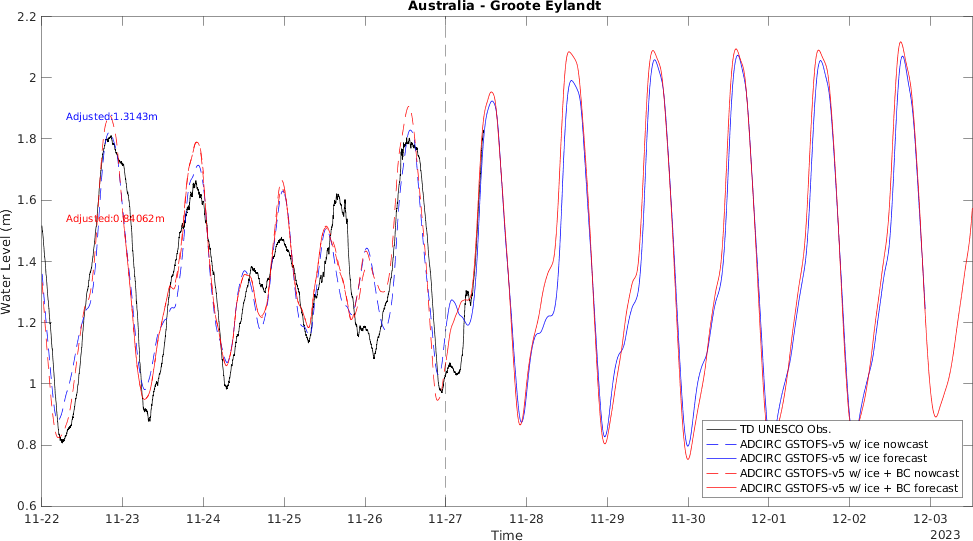 Australia - Groote Eylandt
2.2
2
1.8
1.6
1.4
1.2
1
0.8
0.6
Water Level (m)
Adjusted:1.3143m
Adjusted:0.84062m
TD UNESCO Obs.
ADCIRC GSTOFS-v5 w/ ice nowcast
ADCIRC GSTOFS-v5 w/ ice forecast
ADCIRC GSTOFS-v5 w/ ice + BC nowcast
ADCIRC GSTOFS-v5 w/ ice + BC forecast
11-22 11-23 11-24 11-25 11-26 11-27 11-28 11-29 11-30 12-01 12-02 12-03
Time
2023